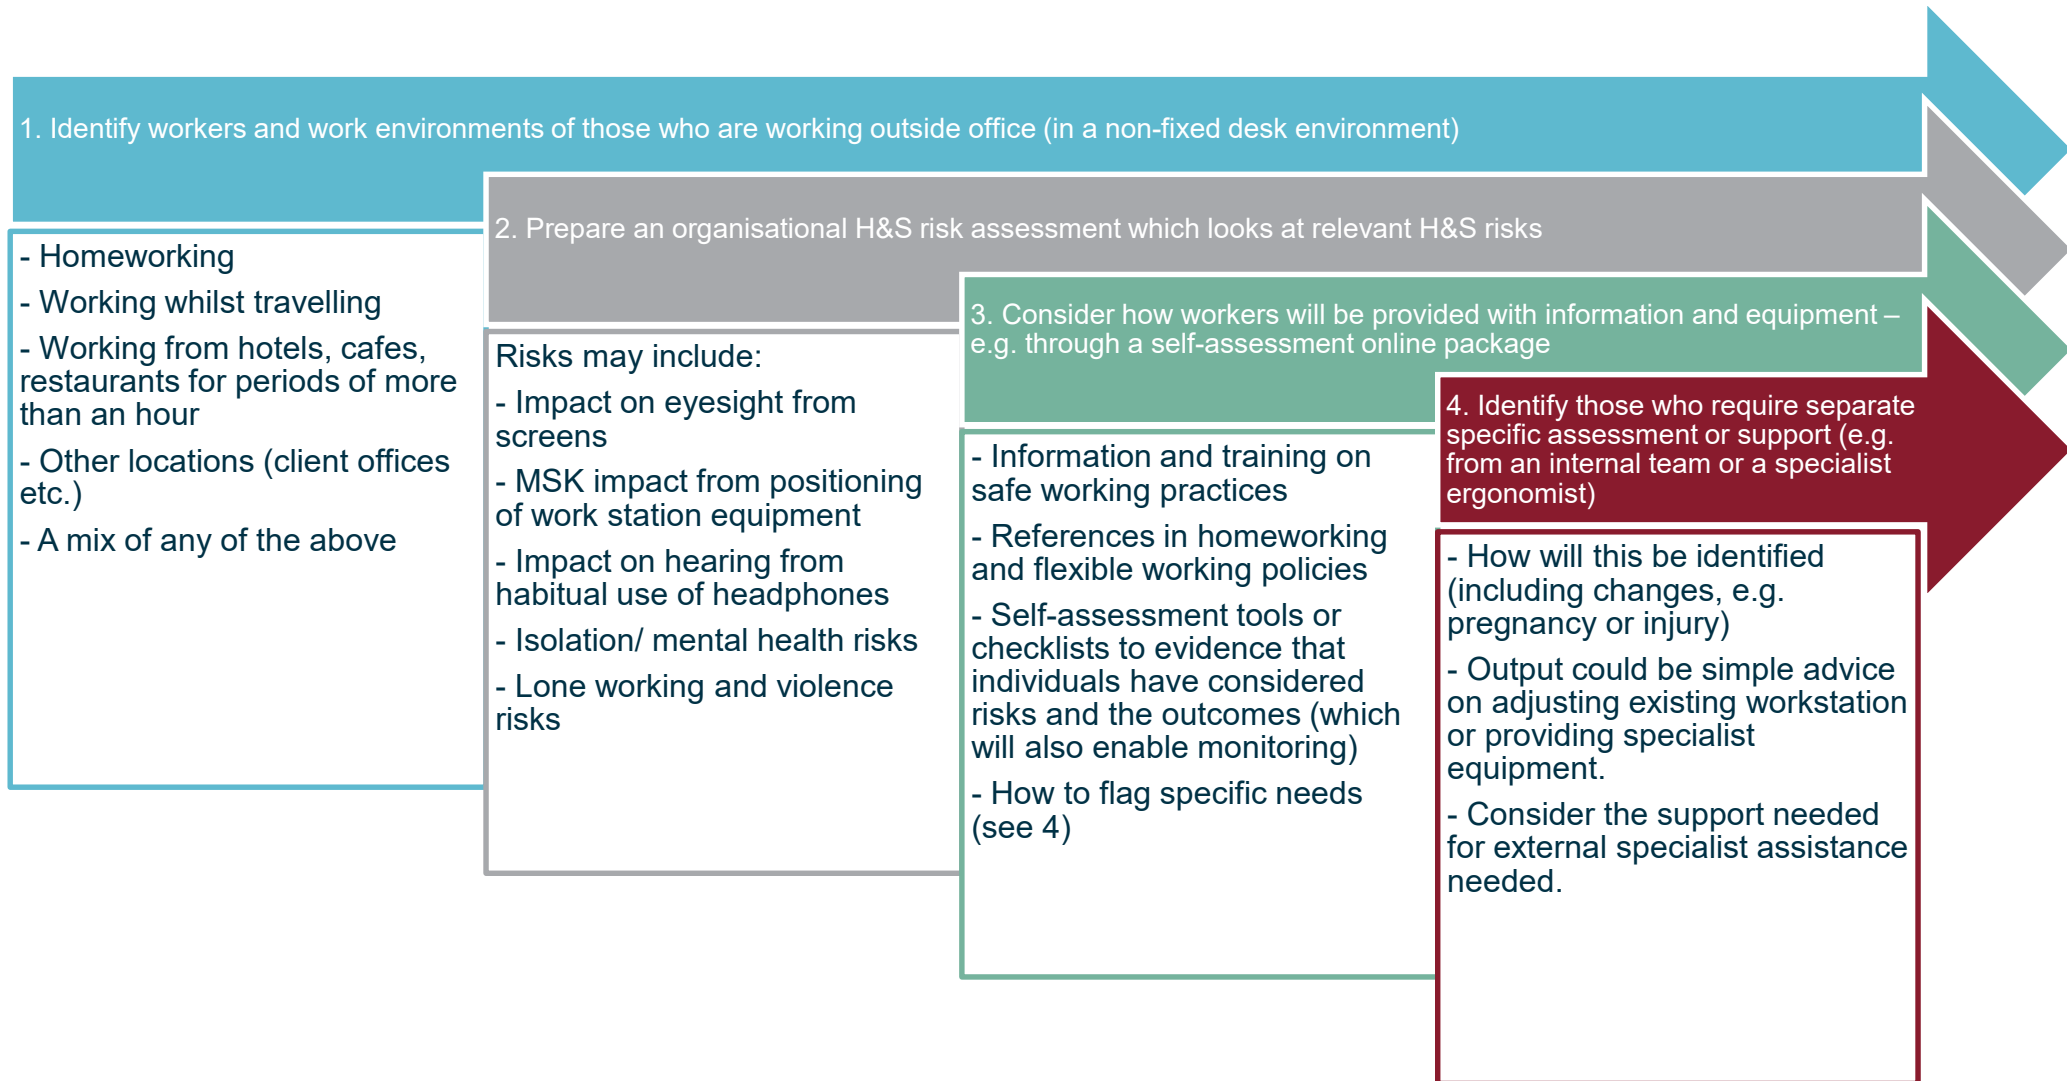 1. Identify workers and work environments of those who are working outside office (in a non-fixed desk environment)
- Homeworking
- Working whilst travelling
- Working from hotels, cafes,
restaurants for periods of more
than an hour
- Other locations (client offices
etc.)
- A mix of any of the above
2. Prepare an organisational H&S risk assessment which looks at relevant H&S risks
Risks may include:
- Impact on eyesight from
screens
- MSK impact from positioning
of work station equipment
- Impact on hearing from
habitual use of headphones
- Isolation/ mental health risks
- Lone working and violence
risks
3. Consider how workers will be provided with information and equipment –
e.g. through a self-assessment online package
- Information and training on
safe working practices
- References in homeworking
and flexible working policies
- Self-assessment tools or
checklists to evidence that
individuals have considered
risks and the outcomes (which
will also enable monitoring)
- How to flag specific needs
(see 4)
4. Identify those who require separate
specific assessment or support (e.g.
from an internal team or a specialist
ergonomist)
- How will this be identified
(including changes, e.g.
pregnancy or injury)
- Output could be simple advice
on adjusting existing workstation
or providing specialist
equipment.
- Consider the support needed
for external specialist assistance
needed.